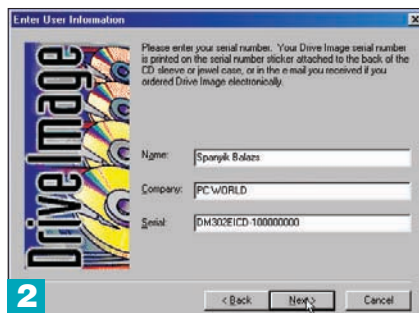 Enter User Information
Drive Image
Please enter your serial number. Your Drive Image serial number
is printed on the serial number sticker attached to the back of the
CD sleeve or jewel case, or in the e-mail you received if you
ordered Drive Image electronically.
Name:
Spanyik Balazs
Company:
PC WORLD
Serial:
DM302EICD-100000000
2
< Back
Next >
Cancel